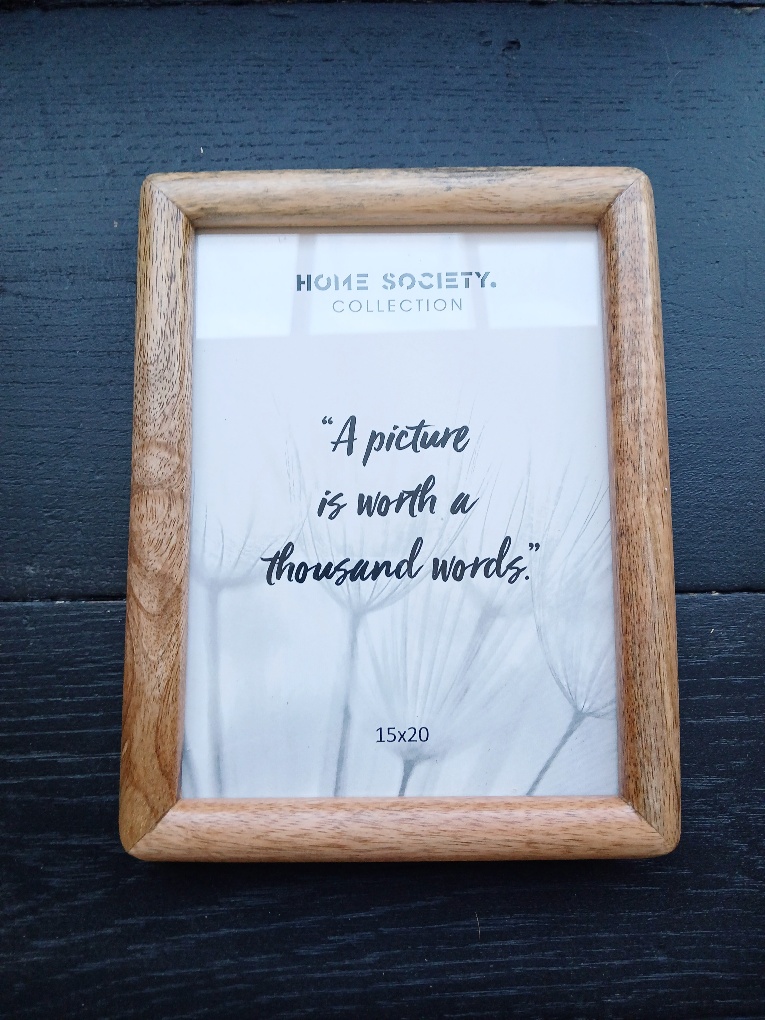 HOME SOCIETY.
COLLECTION
“A picture
is worth a
thousand words.”
15x20